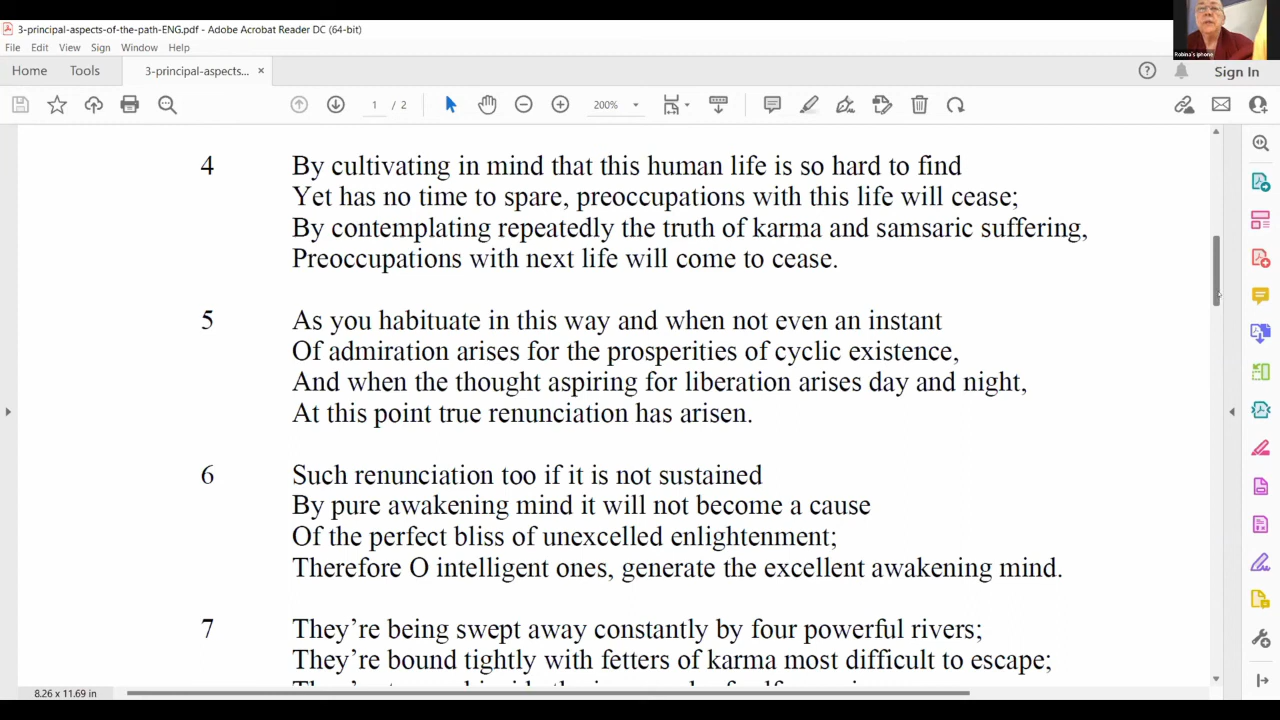 3-principal-aspects-of-the-path-ENG.pdf - Adobe Acrobat Reader DC (64-bit)
File Edit View Sign Window Help
Home Tools 3-principal-aspects... × Sign In
1 / 2 200%
Robina's iphone
4 By cultivating in mind that this human life is so hard to find
Yet has no time to spare, preoccupations with this life will cease;
By contemplating repeatedly the truth of karma and samsaric suffering,
Preoccupations with next life will come to cease.
5 As you habituate in this way and when not even an instant
Of admiration arises for the prosperities of cyclic existence,
And when the thought aspiring for liberation arises day and night,
At this point true renunciation has arisen.
6 Such renunciation too if it is not sustained
By pure awakening mind it will not become a cause
Of the perfect bliss of unexcelled enlightenment;
Therefore O intelligent ones, generate the excellent awakening mind.
7 They're being swept away constantly by four powerful rivers;
They're bound tightly with fetters of karma most difficult to escape;
8.26 x 11.69 in